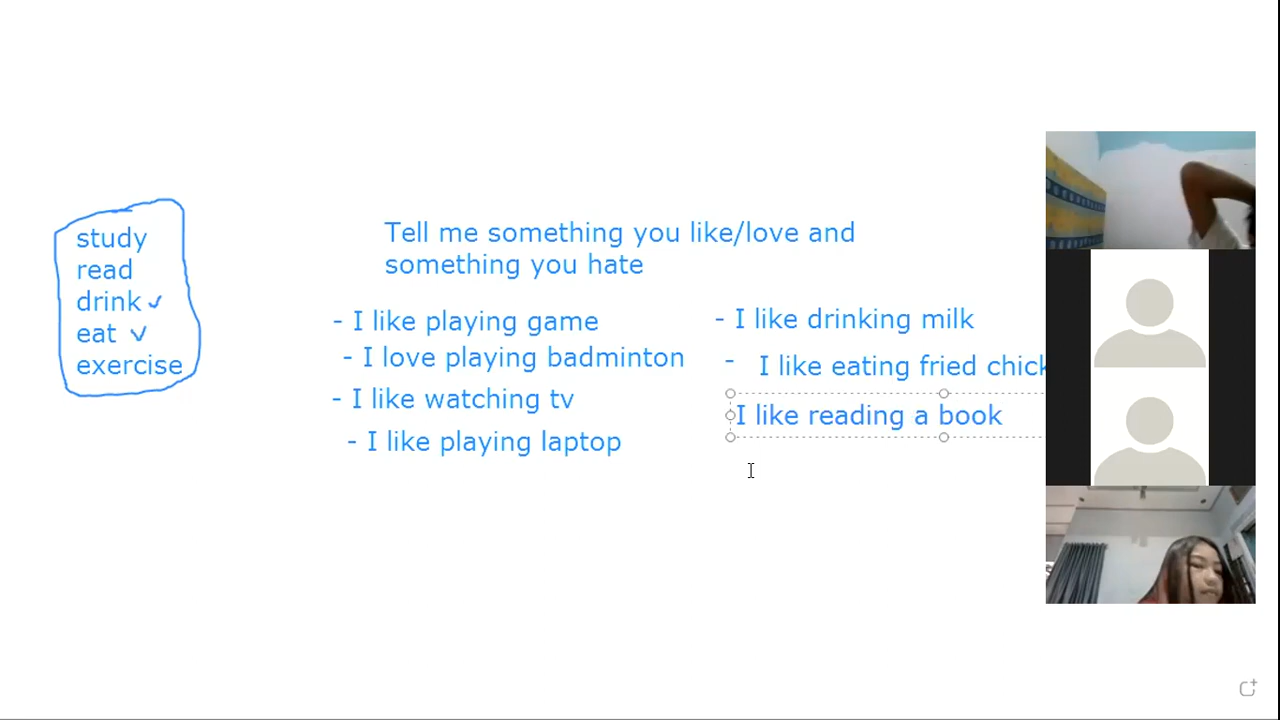 study
read
drink
eat
exercise
Tell me something you like/love and
something you hate
- I like playing game
- I love playing badminton
- I like watching tv
- I like playing laptop
- I like drinking milk
- I like eating fried chick
I like reading a book